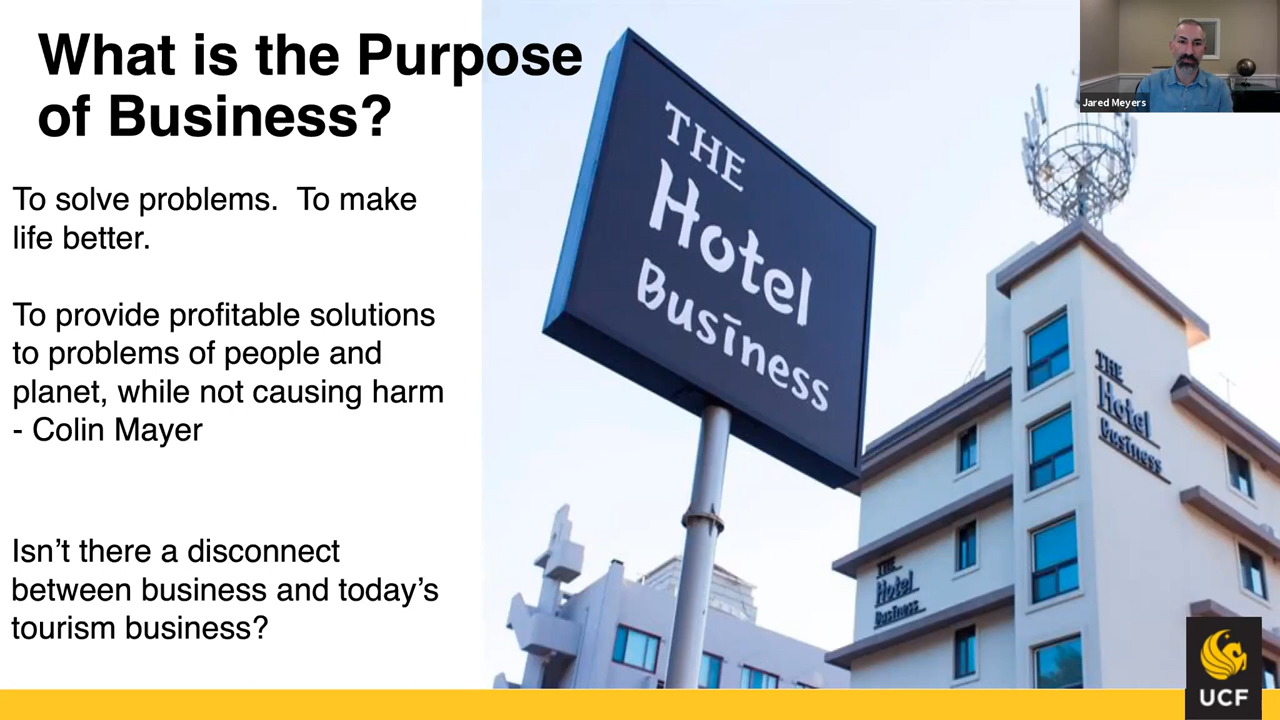 What is the Purpose
of Business?
To solve problems.  To make
life better.
To provide profitable solutions
to problems of people and
planet, while not causing harm
- Colin Mayer
Isn’t there a disconnect
between business and today’s
tourism business?
THE
Hotel
Business
THE
Hotel
Business
THE
Hotel
Business
Jared Meyers
UCF